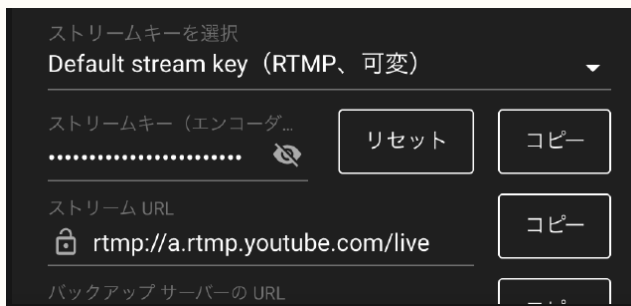 ストリームキーを選択
Default stream key（RTMP、可変）
ストリームキー（エンコーダ...
••••••••••••••••••••••••
リセット
コピー
ストリーム URL
rtmp://a.rtmp.youtube.com/live
コピー
バックアップ サーバーの URL
コピー